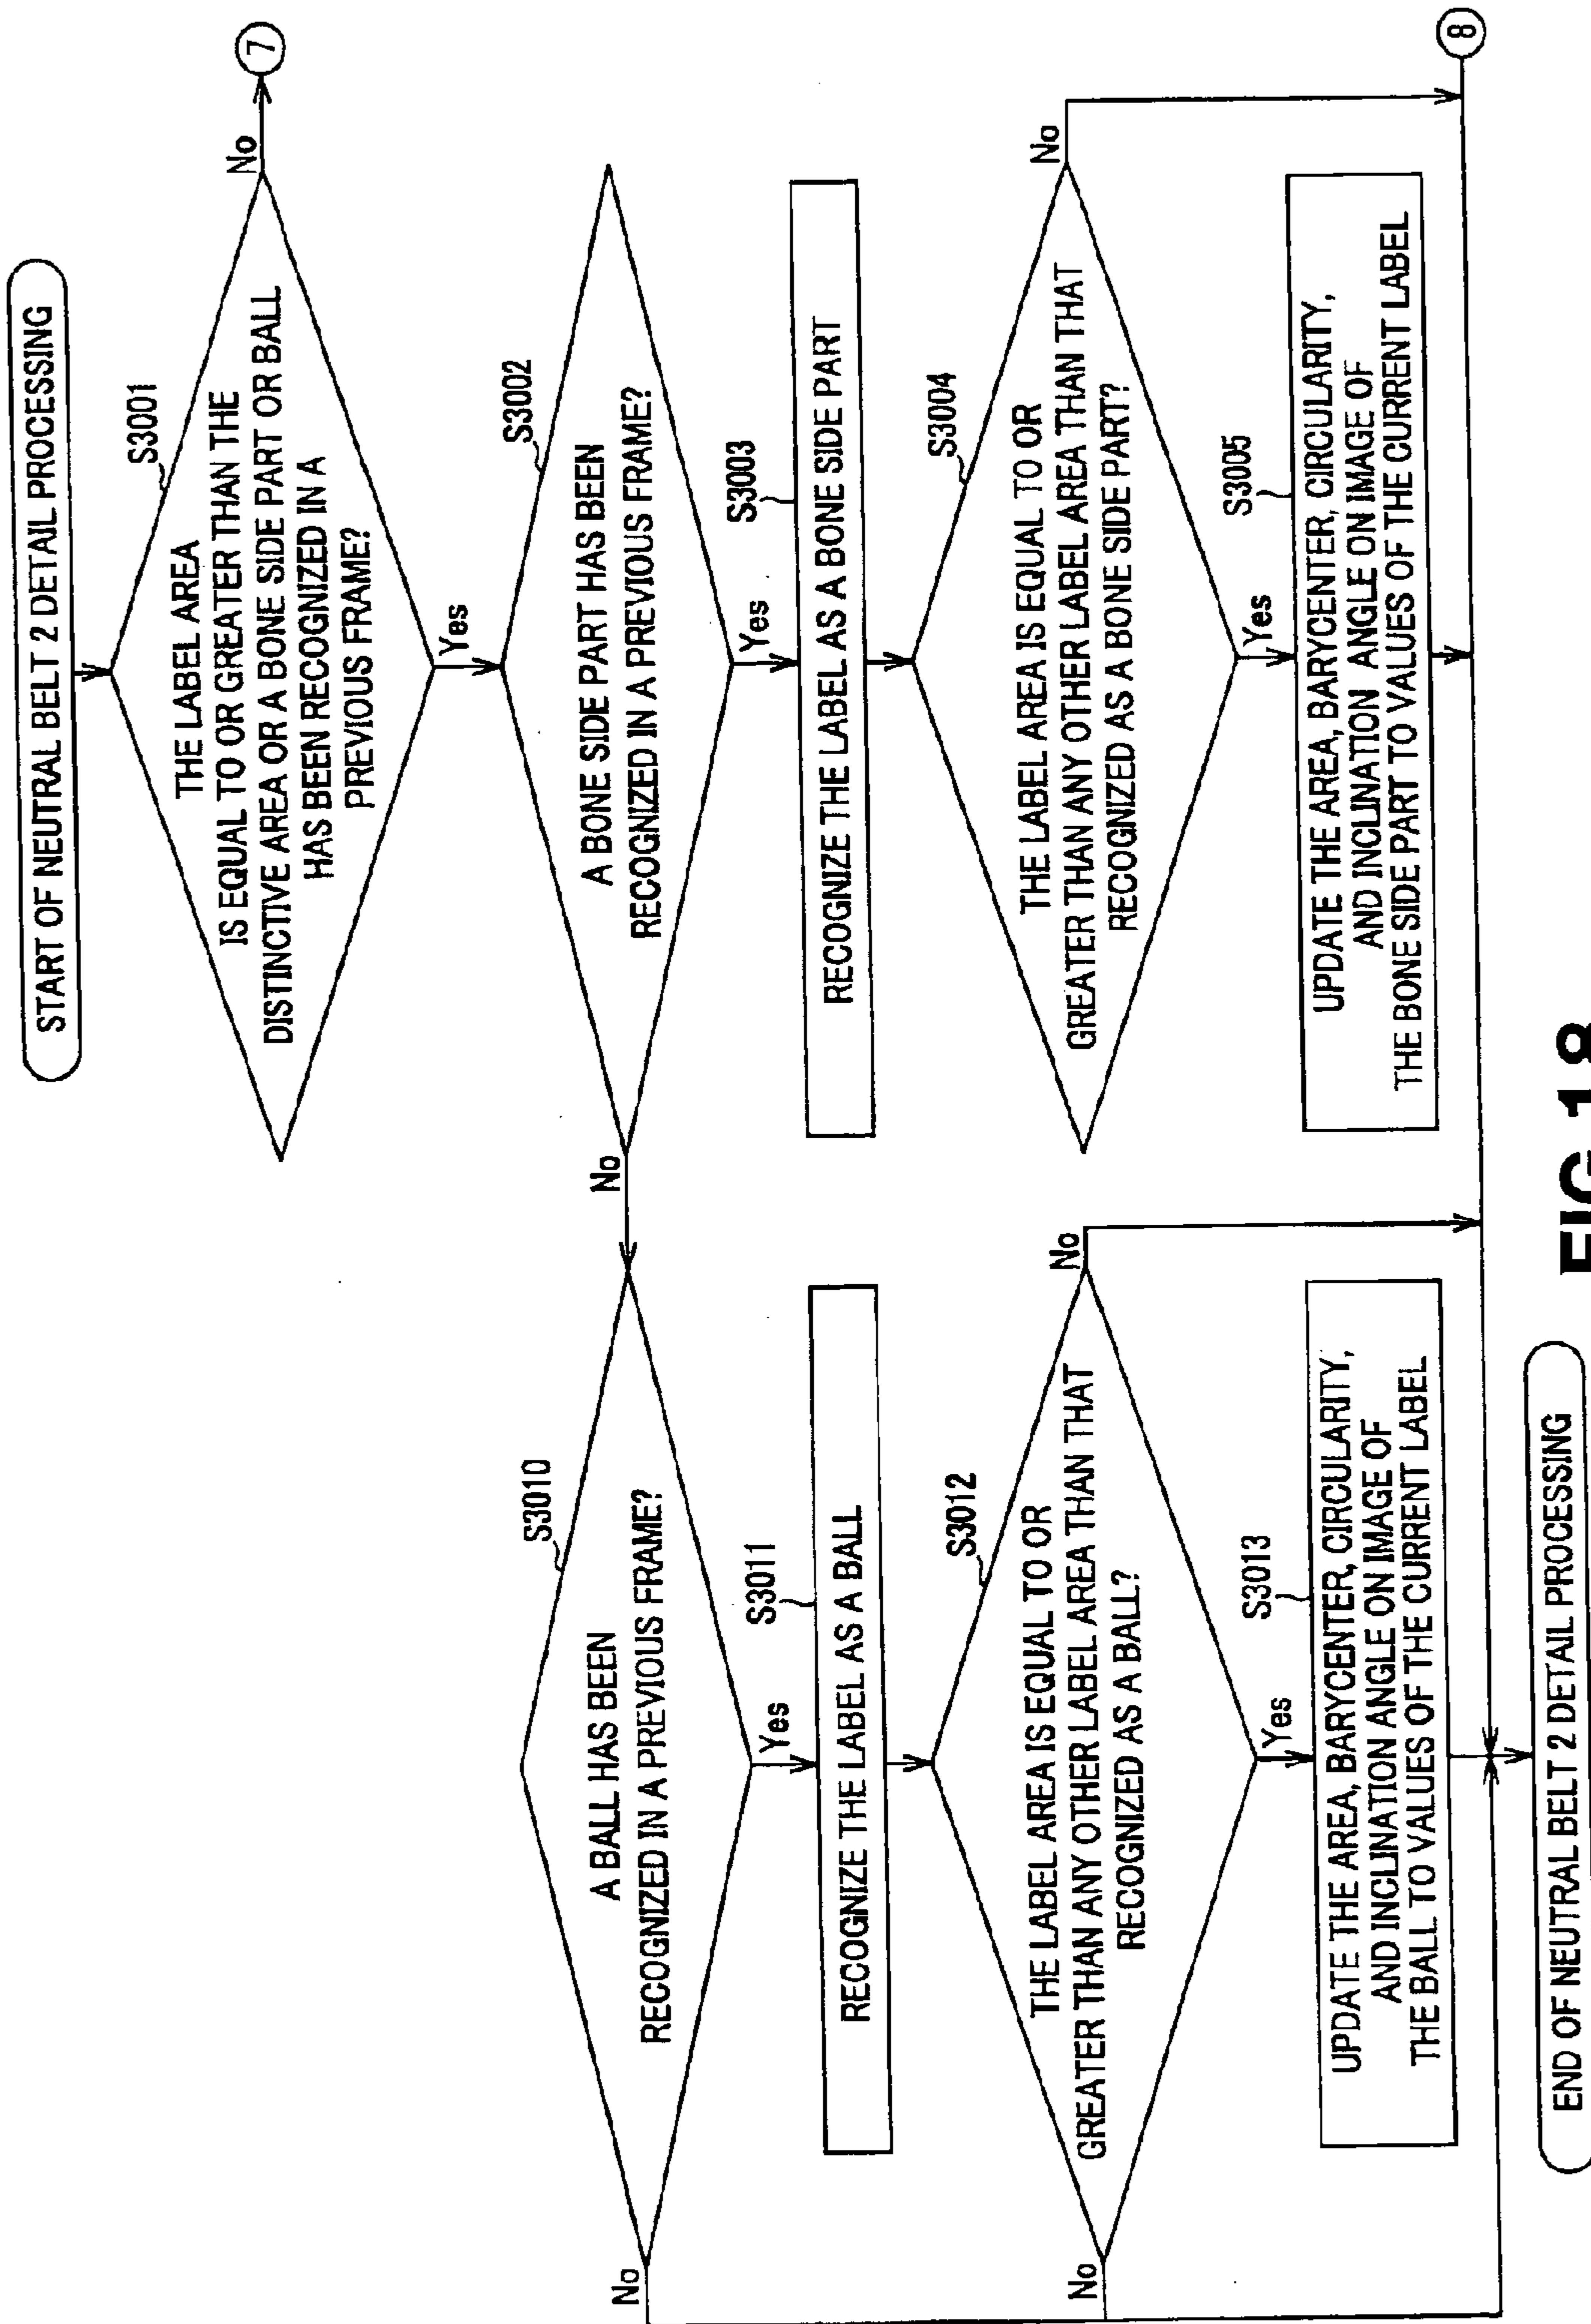 START OF NEUTRAL BELT 2 DETAIL PROCESSING
S3001
THE LABEL AREA
IS EQUAL TO OR GREATER THAN THE
DISTINCTIVE AREA OR A BONE SIDE PART OR BALL
HAS BEEN RECOGNIZED IN A
PREVIOUS FRAME?
No
7
Yes
S3002
A BONE SIDE PART HAS BEEN
RECOGNIZED IN A PREVIOUS FRAME?
No
Yes
S3003
RECOGNIZE THE LABEL AS A BONE SIDE PART
S3004
THE LABEL AREA IS EQUAL TO OR
GREATER THAN ANY OTHER LABEL AREA THAN THAT
RECOGNIZED AS A BONE SIDE PART?
No
Yes
S3005
UPDATE THE AREA, BARYCENTER, CIRCULARITY,
AND INCLINATION ANGLE ON IMAGE OF
THE BONE SIDE PART TO VALUES OF THE CURRENT LABEL
8
S3010
A BALL HAS BEEN
RECOGNIZED IN A PREVIOUS FRAME?
No
Yes
S3011
RECOGNIZE THE LABEL AS A BALL
S3012
THE LABEL AREA IS EQUAL TO OR
GREATER THAN ANY OTHER LABEL AREA THAN THAT
RECOGNIZED AS A BALL?
No
No
Yes
S3013
UPDATE THE AREA, BARYCENTER, CIRCULARITY,
AND INCLINATION ANGLE ON IMAGE OF
THE BALL TO VALUES OF THE CURRENT LABEL
END OF NEUTRAL BELT 2 DETAIL PROCESSING
FIG.18